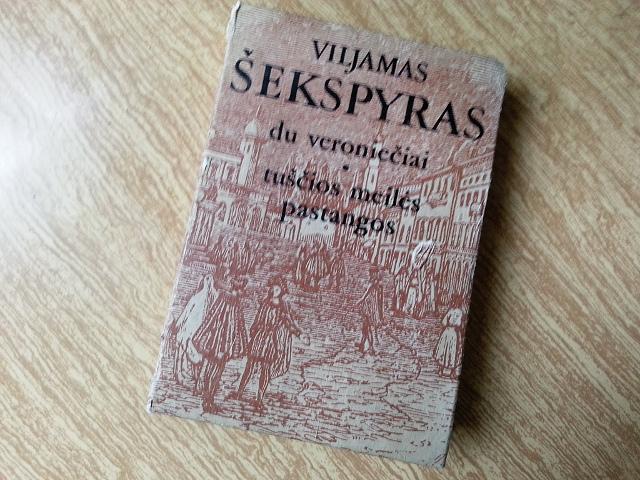 VILJAMAS
ŠEKSPYRAS
du veroniečiai
•
tuščios meilės
pastangos